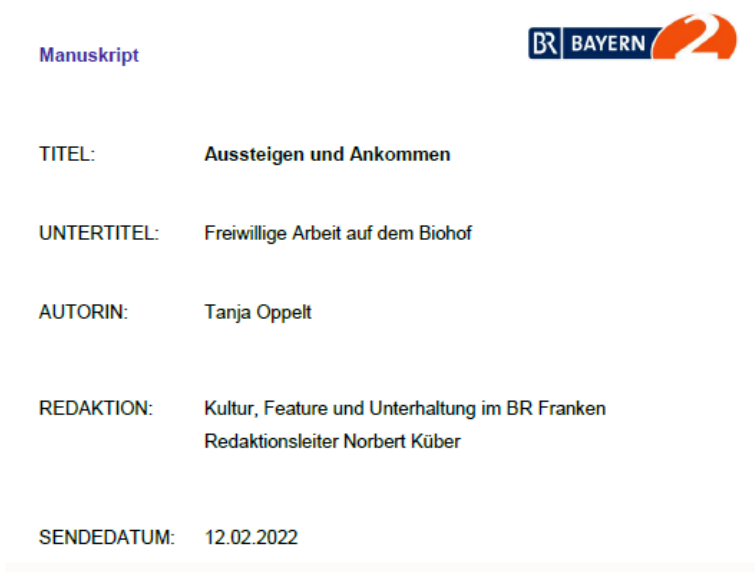 BR BAYERN 2
Manuskript
TITEL: Aussteigen und Ankommen
UNTERTITEL: Freiwillige Arbeit auf dem Biohof
AUTORIN: Tanja Oppelt
REDAKTION: Kultur, Feature und Unterhaltung im BR Franken
Redaktionsleiter Norbert Küber
SENDEDATUM: 12.02.2022